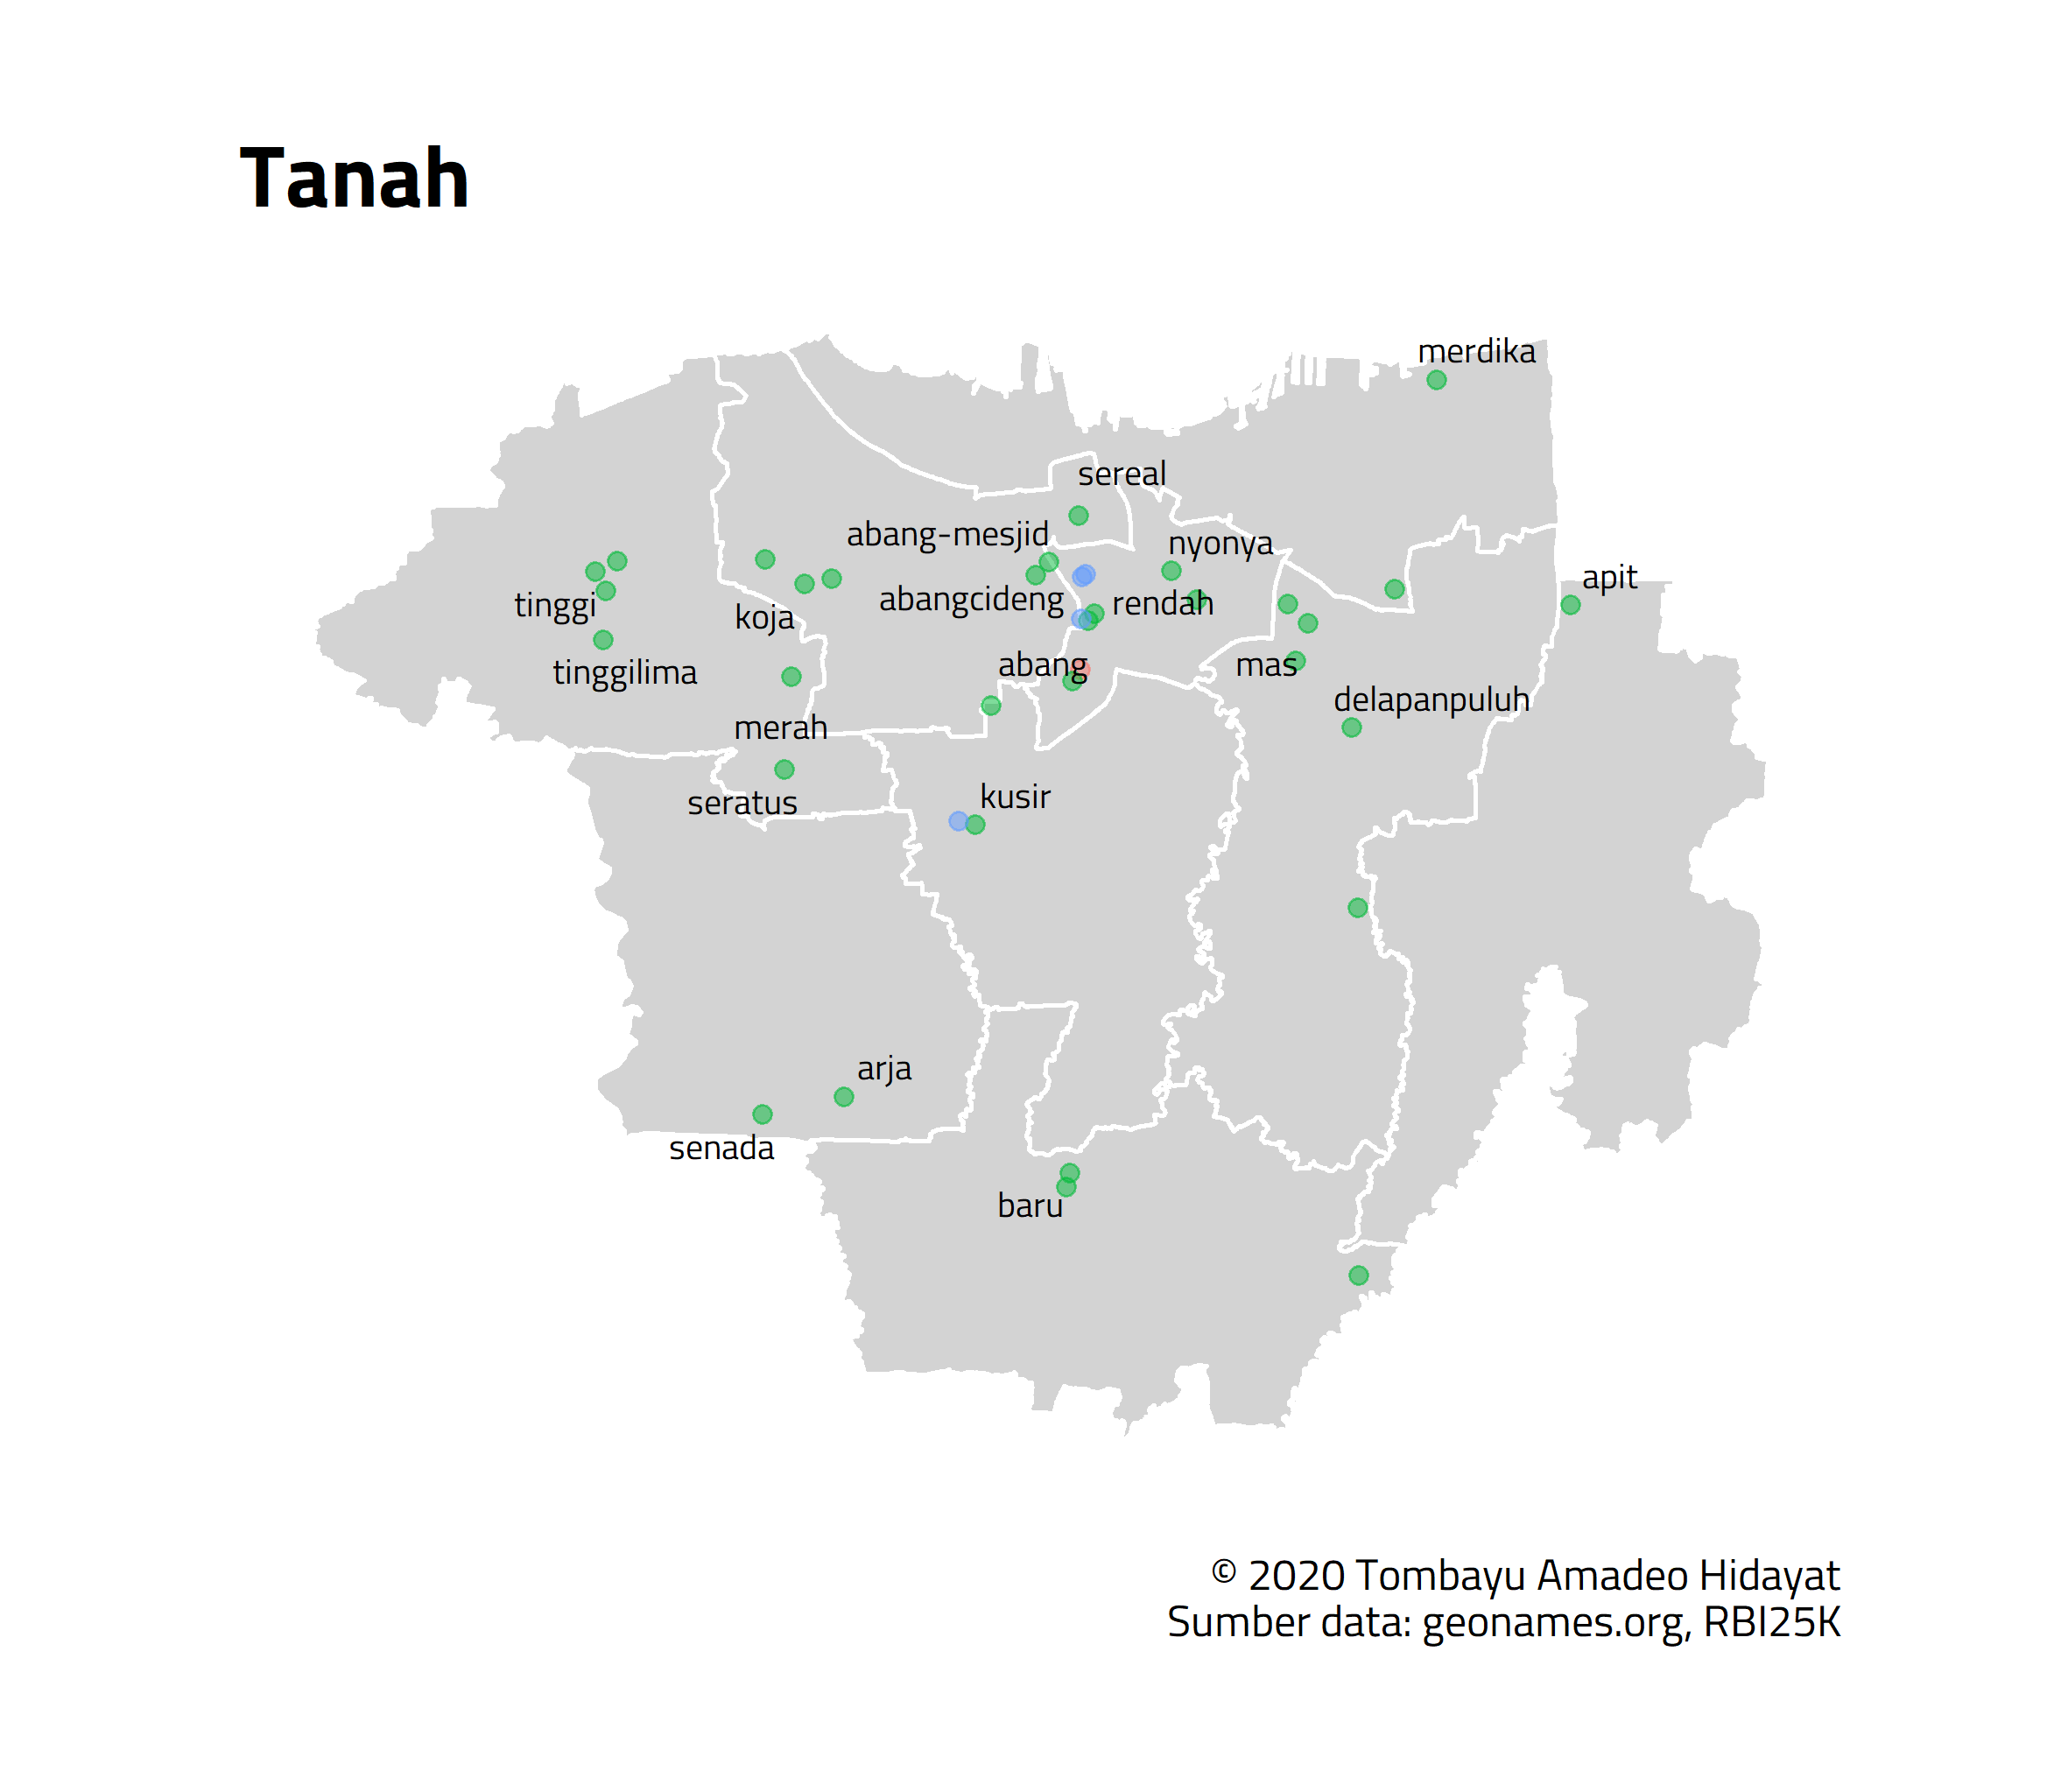 Tanah
merdika
sereal
abang-mesjid
nyonya
apit
tinggi
koja
abangcideng
rendah
tinggilima
abang
mas
delapanpuluh
merah
seratus
kusir
arja
senada
baru
© 2020 Tombayu Amadeo Hidayat
Sumber data: geonames.org, RBI25K